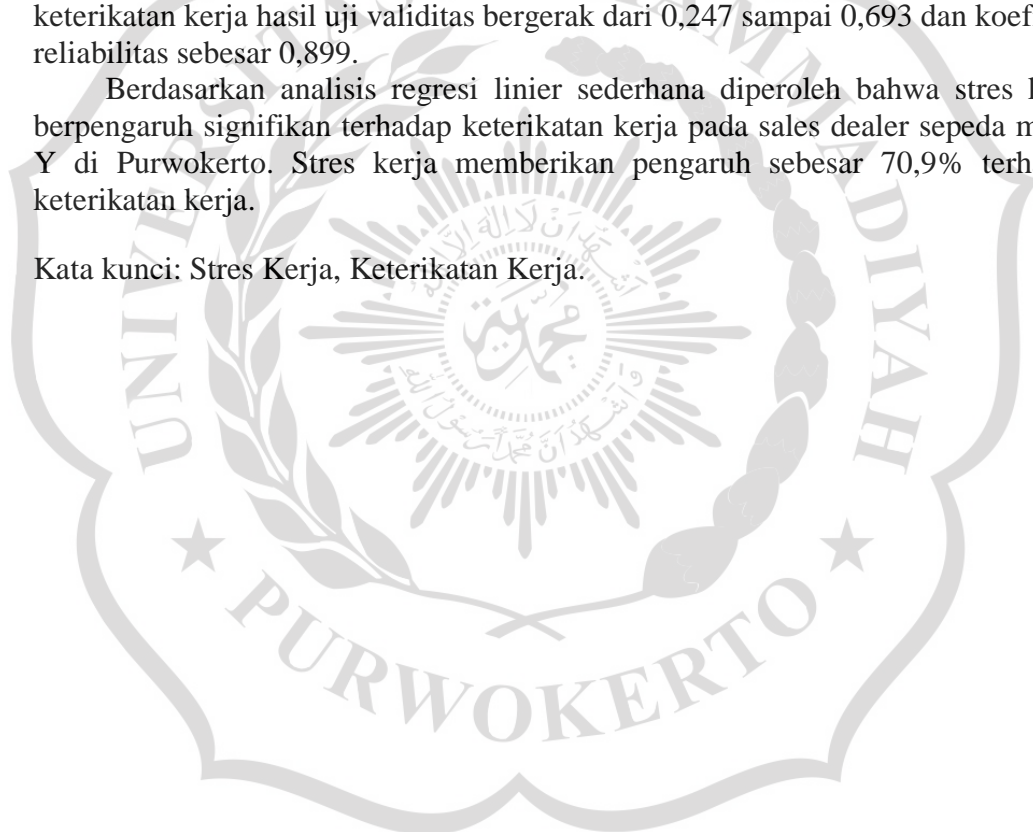 keterikatan kerja hasil uji validitas bergerak dari 0,247 sampai 0,693 dan koef
reliabilitas sebesar 0,899.
Berdasarkan analisis regresi linier sederhana diperoleh bahwa stres
berpengaruh signifikan terhadap keterikatan kerja pada sales dealer sepeda m
Y di Purwokerto. Stres kerja memberikan pengaruh sebesar 70,9% terh
keterikatan kerja.
Kata kunci: Stres Kerja, Keterikatan Kerja.
PURWOKERTO